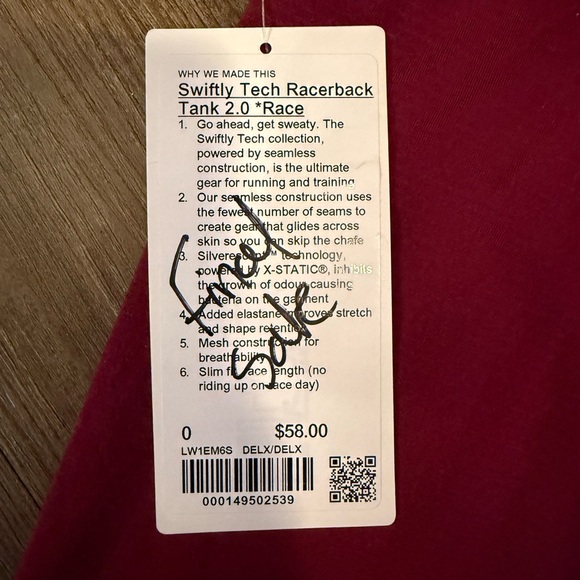 WHY WE MADE THIS
Swiftly Tech Racerback
Tank 2.0 *Race
1. Go ahead, get sweaty. The
Swiftly Tech collection,
powered by seamless
construction, is the ultimate
gear for running and training
2. Our seamless construction uses
the fewest number of seams to
create gear that glides across
skin so you can skip the chafe
3. Silverescent™ technology,
powered by X-STATIC®, inhibits
the growth of odour-causing
bacteria on the garment
4. Added elastane improves stretch
and shape retention
5. Mesh construction for
breathability
6. Slim fit, race length (no
riding up on race day)
Final
Sale
0 $58.00
LW1EM6S DELX/DELX
000149502539